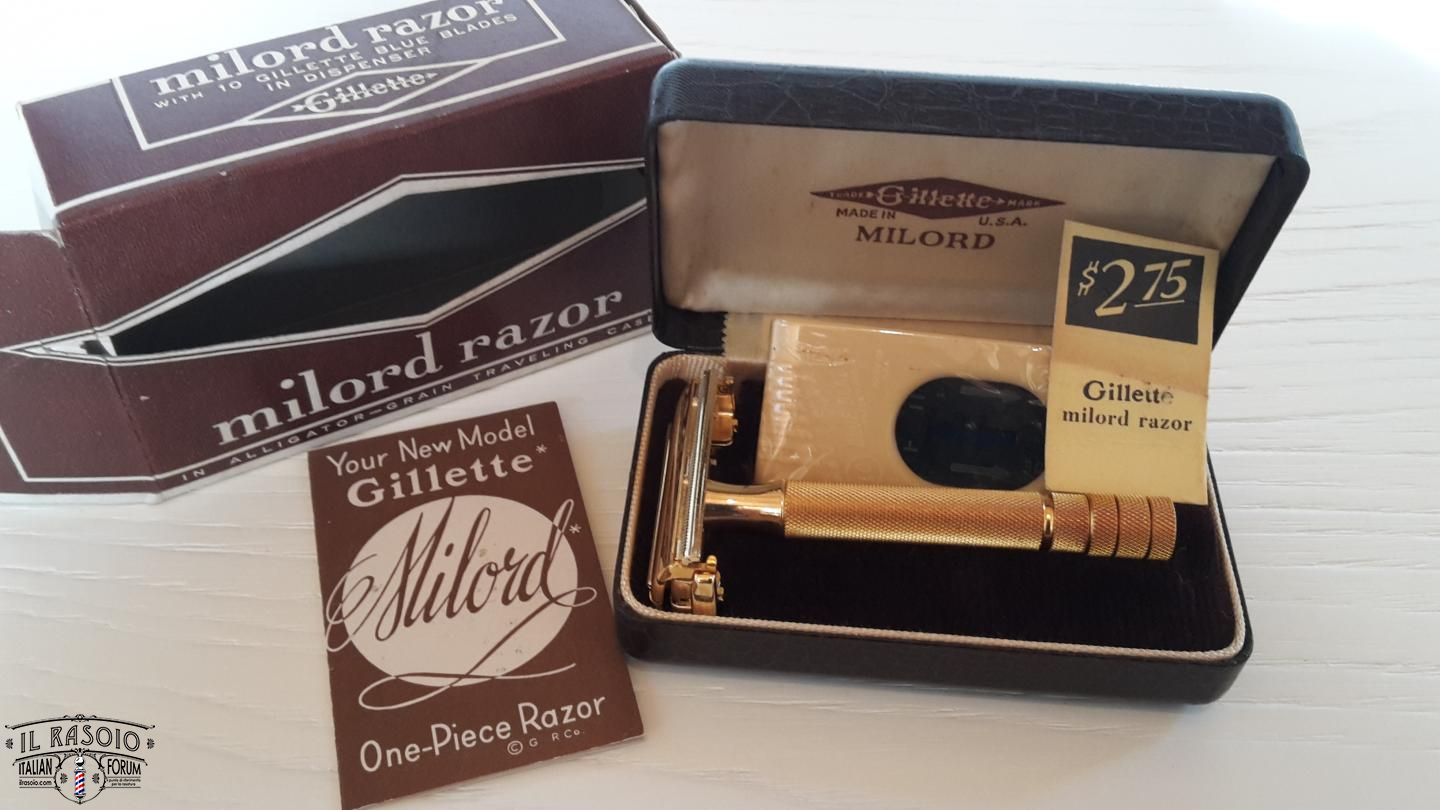 milord razor
WITH 10 GILLETTE BLUE BLADES
IN DISPENSER
Gillette
milord razor
IN ALLIGATOR-GRAIN TRAVELING CASE
TRADE Gillette MARK
MADE IN U.S.A.
MILORD
$2.75
Gillette
milord razor
Your New Model
Gillette*
Milord*
One-Piece Razor
© G R Co.
IL RASOIO
ITALIAN FORUM
ilrasoio.com